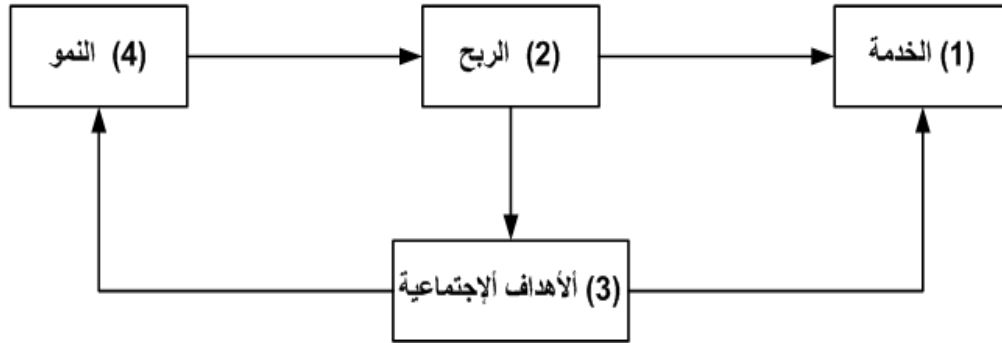 (1) الخدمة
(2) الربح
(4) النمو
(3) ألأهداف ألإجتماعية